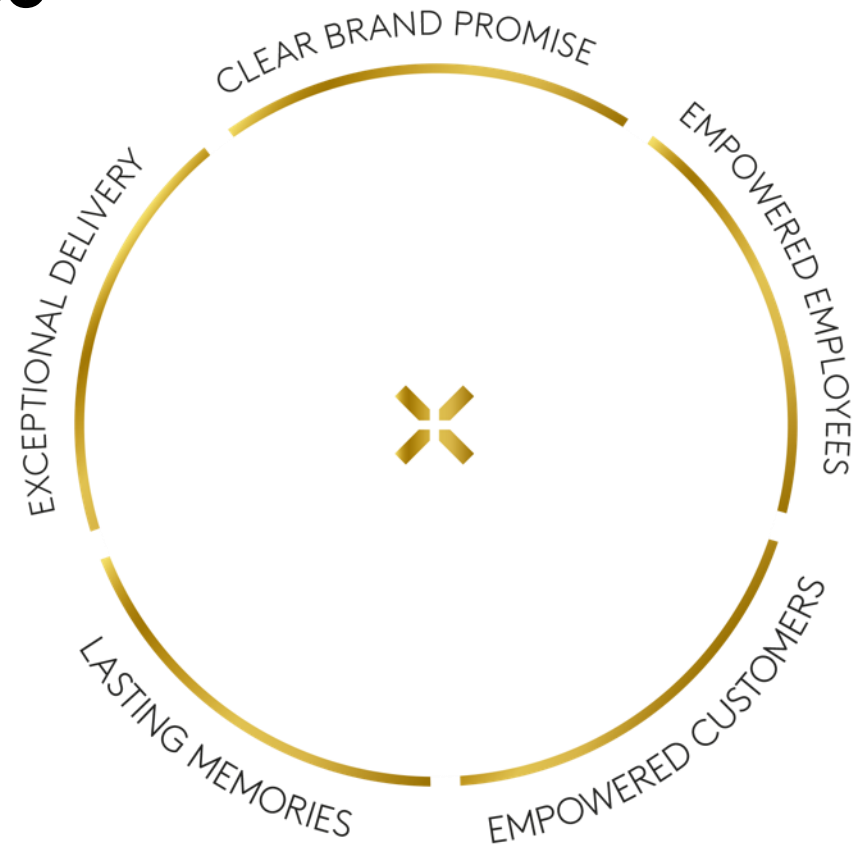 CLEAR BRAND PROMISE
EMPOWERED EMPLOYEES
EMPOWERED CUSTOMERS
LASTING MEMORIES
EXCEPTIONAL DELIVERY